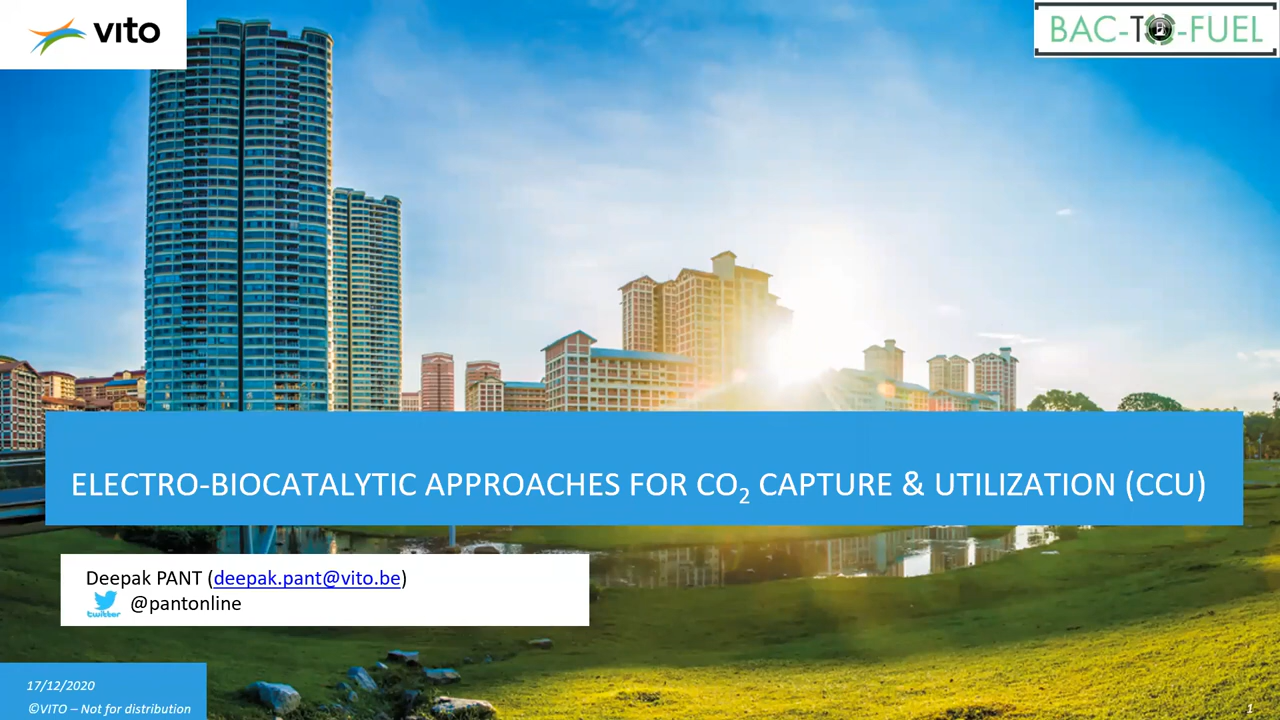 vito
BAC-TO-FUEL
ELECTRO-BIOCATALYTIC APPROACHES FOR CO₂ CAPTURE & UTILIZATION (CCU)
Deepak PANT (deepak.pant@vito.be)
twitter @pantonline
17/12/2020
©VITO – Not for distribution
1